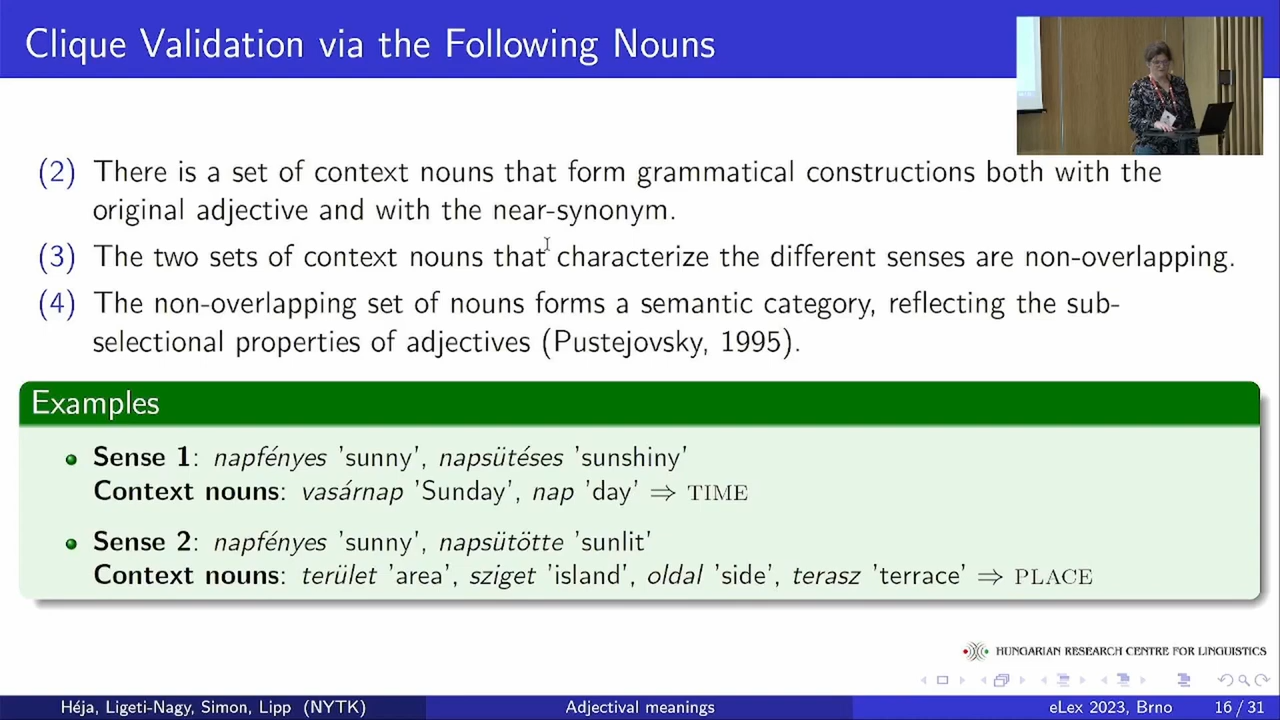 Clique Validation via the Following Nouns
(2) There is a set of context nouns that form grammatical constructions both with the
original adjective and with the near-synonym.
(3) The two sets of context nouns that characterize the different senses are non-overlapping.
(4) The non-overlapping set of nouns forms a semantic category, reflecting the sub-
selectional properties of adjectives (Pustejovsky, 1995).
Examples
Sense 1: napfényes 'sunny', napsütéses 'sunshiny'
Context nouns: vasárnap 'Sunday', nap 'day' ⇒ TIME
Sense 2: napfényes 'sunny', napsütötte 'sunlit'
Context nouns: terület 'area', sziget 'island', oldal 'side', terasz 'terrace' ⇒ PLACE
HUNGARIAN RESEARCH CENTRE FOR LINGUISTICS
Héja, Ligeti-Nagy, Simon, Lipp (NYTK) Adjectival meanings eLex 2023, Brno 16 / 31